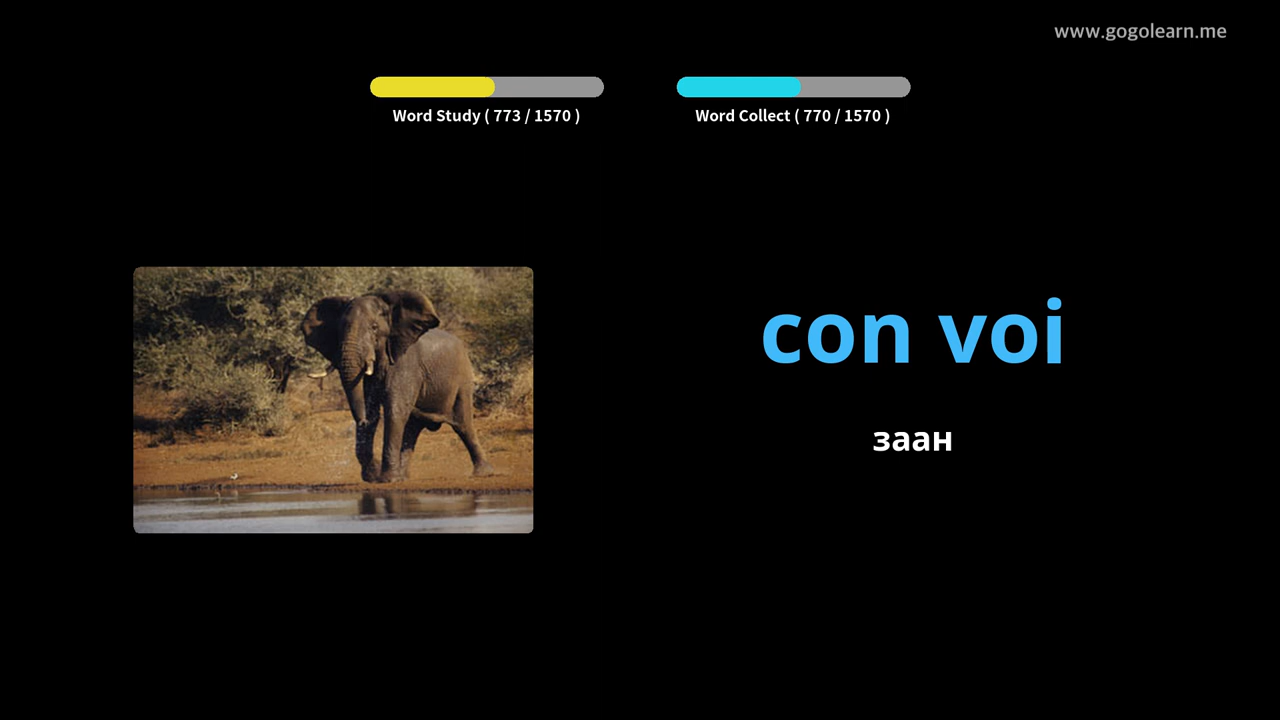 www.gogolearn.me
Word Study ( 773 / 1570 )
Word Collect ( 770 / 1570 )
con voi
заан